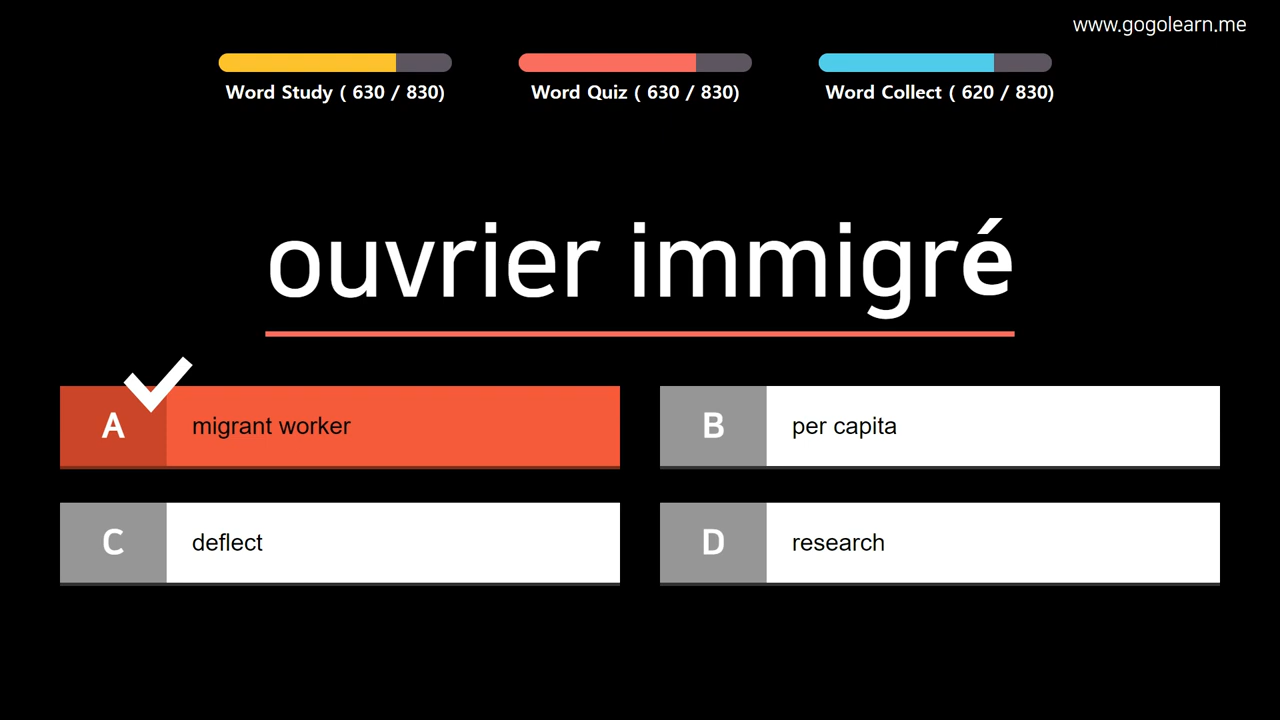 www.gogolearn.me
Word Study ( 630 / 830)
Word Quiz ( 630 / 830)
Word Collect ( 620 / 830)
ouvrier immigré
A migrant worker
B per capita
C deflect
D research